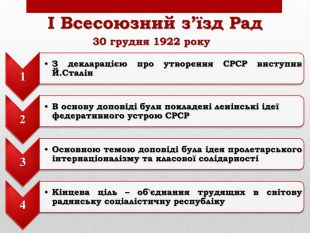 І Всесоюзний з’їзд Рад
30 грудня 1922 року
1
• З декларацією про утворення СРСР виступив
Й.Сталін
2
• В основу доповіді були покладені ленінські ідеї
федеративного устрою СРСР
3
• Основною темою доповіді була ідея пролетарського
інтернаціоналізму та класової солідарності
4
• Кінцева ціль – об'єднання трудящих в світову
радянську соціалістичну республіку